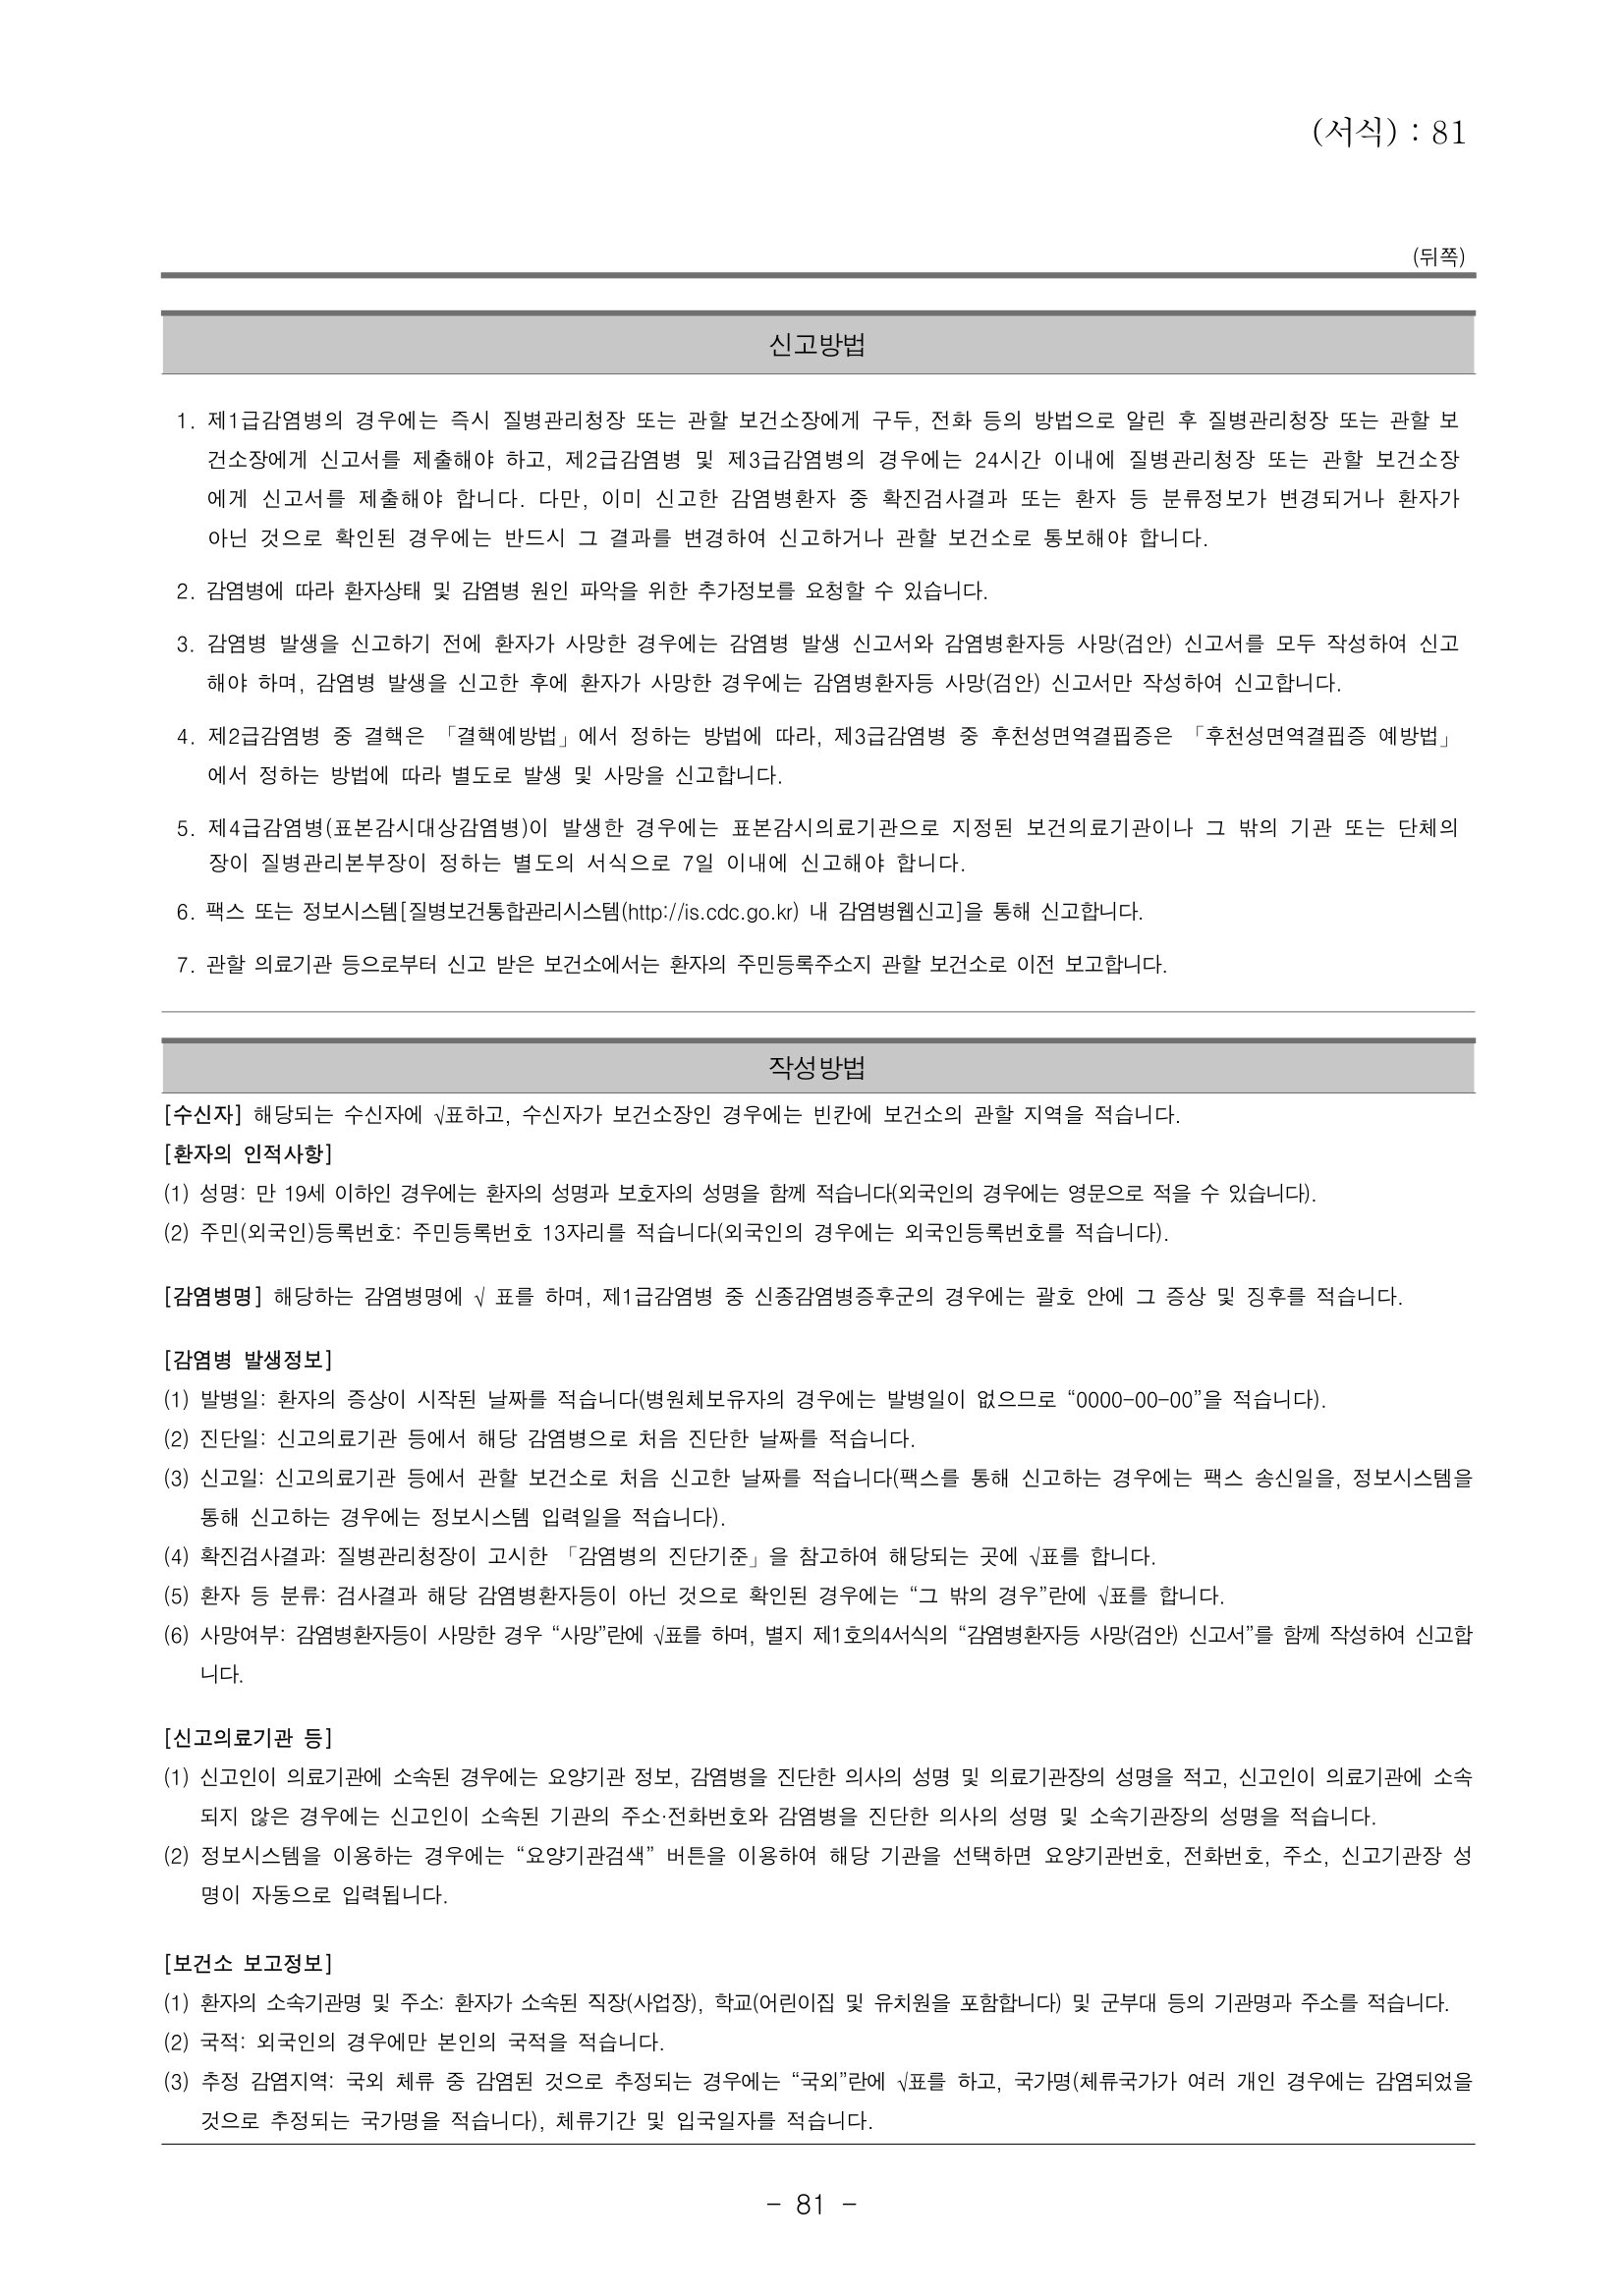 (서식) : 81
(뒤쪽)
신고방법
1. 제1급감염병의 경우에는 즉시 질병관리청장 또는 관할 보건소장에게 구두, 전화 등의 방법으로 알린 후 질병관리청장 또는 관할 보
건소장에게 신고서를 제출해야 하고, 제2급감염병 및 제3급감염병의 경우에는 24시간 이내에 질병관리청장 또는 관할 보건소장
에게 신고서를 제출해야 합니다. 다만, 이미 신고한 감염병환자 중 확진검사결과 또는 환자 등 분류정보가 변경되거나 환자가
아닌 것으로 확인된 경우에는 반드시 그 결과를 변경하여 신고하거나 관할 보건소로 통보해야 합니다.
2. 감염병에 따라 환자상태 및 감염병 원인 파악을 위한 추가정보를 요청할 수 있습니다.
3. 감염병 발생을 신고하기 전에 환자가 사망한 경우에는 감염병 발생 신고서와 감염병환자등 사망(검안) 신고서를 모두 작성하여 신고
해야 하며, 감염병 발생을 신고한 후에 환자가 사망한 경우에는 감염병환자등 사망(검안) 신고서만 작성하여 신고합니다.
4. 제2급감염병 중 결핵은 「결핵예방법」에서 정하는 방법에 따라, 제3급감염병 중 후천성면역결핍증은 「후천성면역결핍증 예방법」
에서 정하는 방법에 따라 별도로 발생 및 사망을 신고합니다.
5. 제4급감염병(표본감시대상감염병)이 발생한 경우에는 표본감시의료기관으로 지정된 보건의료기관이나 그 밖의 기관 또는 단체의
장이 질병관리본부장이 정하는 별도의 서식으로 7일 이내에 신고해야 합니다.
6. 팩스 또는 정보시스템[질병보건통합관리시스템(http://is.cdc.go.kr) 내 감염병웹신고]을 통해 신고합니다.
7. 관할 의료기관 등으로부터 신고 받은 보건소에서는 환자의 주민등록주소지 관할 보건소로 이전 보고합니다.
작성방법
[수신자] 해당되는 수신자에 √표하고, 수신자가 보건소장인 경우에는 빈칸에 보건소의 관할 지역을 적습니다.
[환자의 인적사항]
(1) 성명: 만 19세 이하인 경우에는 환자의 성명과 보호자의 성명을 함께 적습니다(외국인의 경우에는 영문으로 적을 수 있습니다).
(2) 주민(외국인)등록번호: 주민등록번호 13자리를 적습니다(외국인의 경우에는 외국인등록번호를 적습니다).
[감염병명] 해당하는 감염병명에 √ 표를 하며, 제1급감염병 중 신종감염병증후군의 경우에는 괄호 안에 그 증상 및 징후를 적습니다.
[감염병 발생정보]
(1) 발병일: 환자의 증상이 시작된 날짜를 적습니다(병원체보유자의 경우에는 발병일이 없으므로 “0000-00-00”을 적습니다).
(2) 진단일: 신고의료기관 등에서 해당 감염병으로 처음 진단한 날짜를 적습니다.
(3) 신고일: 신고의료기관 등에서 관할 보건소로 처음 신고한 날짜를 적습니다(팩스를 통해 신고하는 경우에는 팩스 송신일을, 정보시스템을
통해 신고하는 경우에는 정보시스템 입력일을 적습니다).
(4) 확진검사결과: 질병관리청장이 고시한 「감염병의 진단기준」을 참고하여 해당되는 곳에 √표를 합니다.
(5) 환자 등 분류: 검사결과 해당 감염병환자등이 아닌 것으로 확인된 경우에는 “그 밖의 경우”란에 √표를 합니다.
(6) 사망여부: 감염병환자등이 사망한 경우 “사망”란에 √표를 하며, 별지 제1호의4서식의 “감염병환자등 사망(검안) 신고서”를 함께 작성하여 신고합
니다.
[신고의료기관 등]
(1) 신고인이 의료기관에 소속된 경우에는 요양기관 정보, 감염병을 진단한 의사의 성명 및 의료기관장의 성명을 적고, 신고인이 의료기관에 소속
되지 않은 경우에는 신고인이 소속된 기관의 주소·전화번호와 감염병을 진단한 의사의 성명 및 소속기관장의 성명을 적습니다.
(2) 정보시스템을 이용하는 경우에는 “요양기관검색” 버튼을 이용하여 해당 기관을 선택하면 요양기관번호, 전화번호, 주소, 신고기관장 성
명이 자동으로 입력됩니다.
[보건소 보고정보]
(1) 환자의 소속기관명 및 주소: 환자가 소속된 직장(사업장), 학교(어린이집 및 유치원을 포함합니다) 및 군부대 등의 기관명과 주소를 적습니다.
(2) 국적: 외국인의 경우에만 본인의 국적을 적습니다.
(3) 추정 감염지역: 국외 체류 중 감염된 것으로 추정되는 경우에는 “국외”란에 √표를 하고, 국가명(체류국가가 여러 개인 경우에는 감염되었을
것으로 추정되는 국가명을 적습니다), 체류기간 및 입국일자를 적습니다.
- 81 -